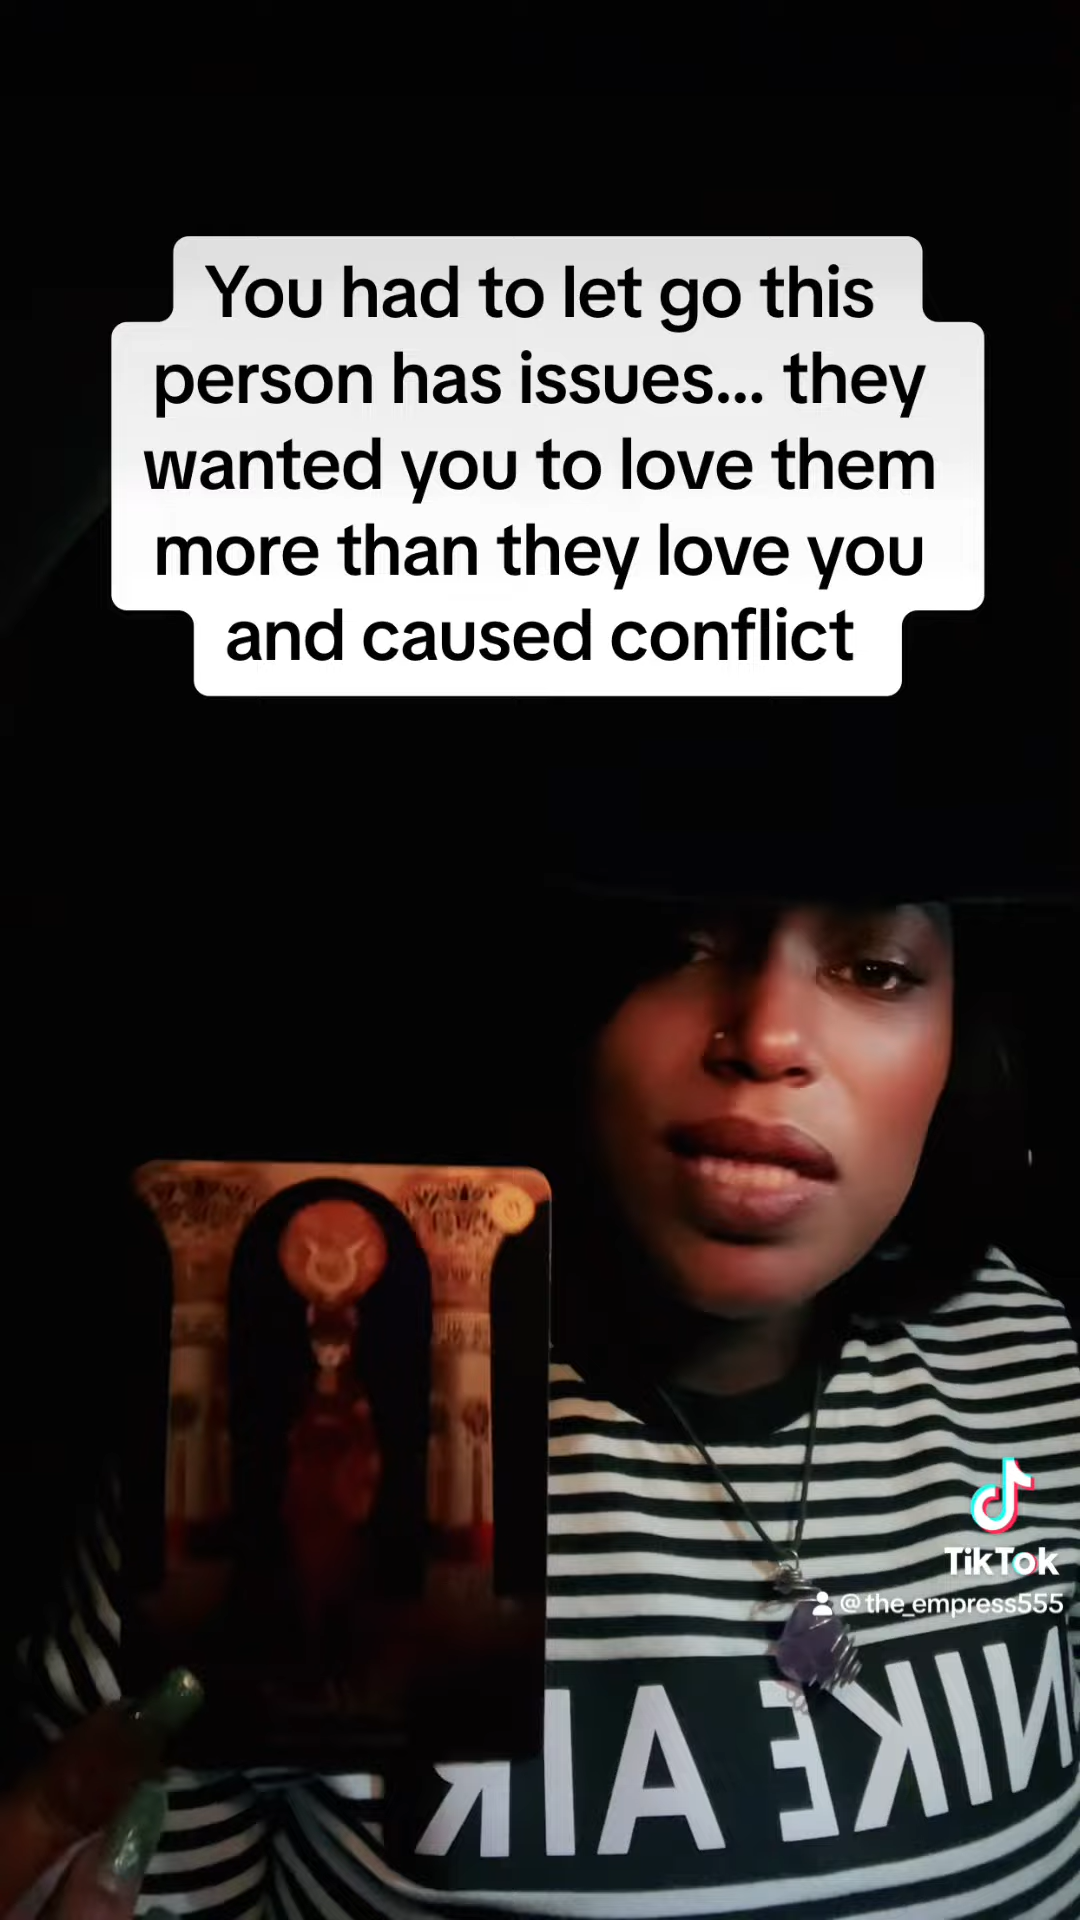 You had to let go this
person has issues... they
wanted you to love them
more than they love you
and caused conflict
TikTok
@the_empress555
NIKE AIR